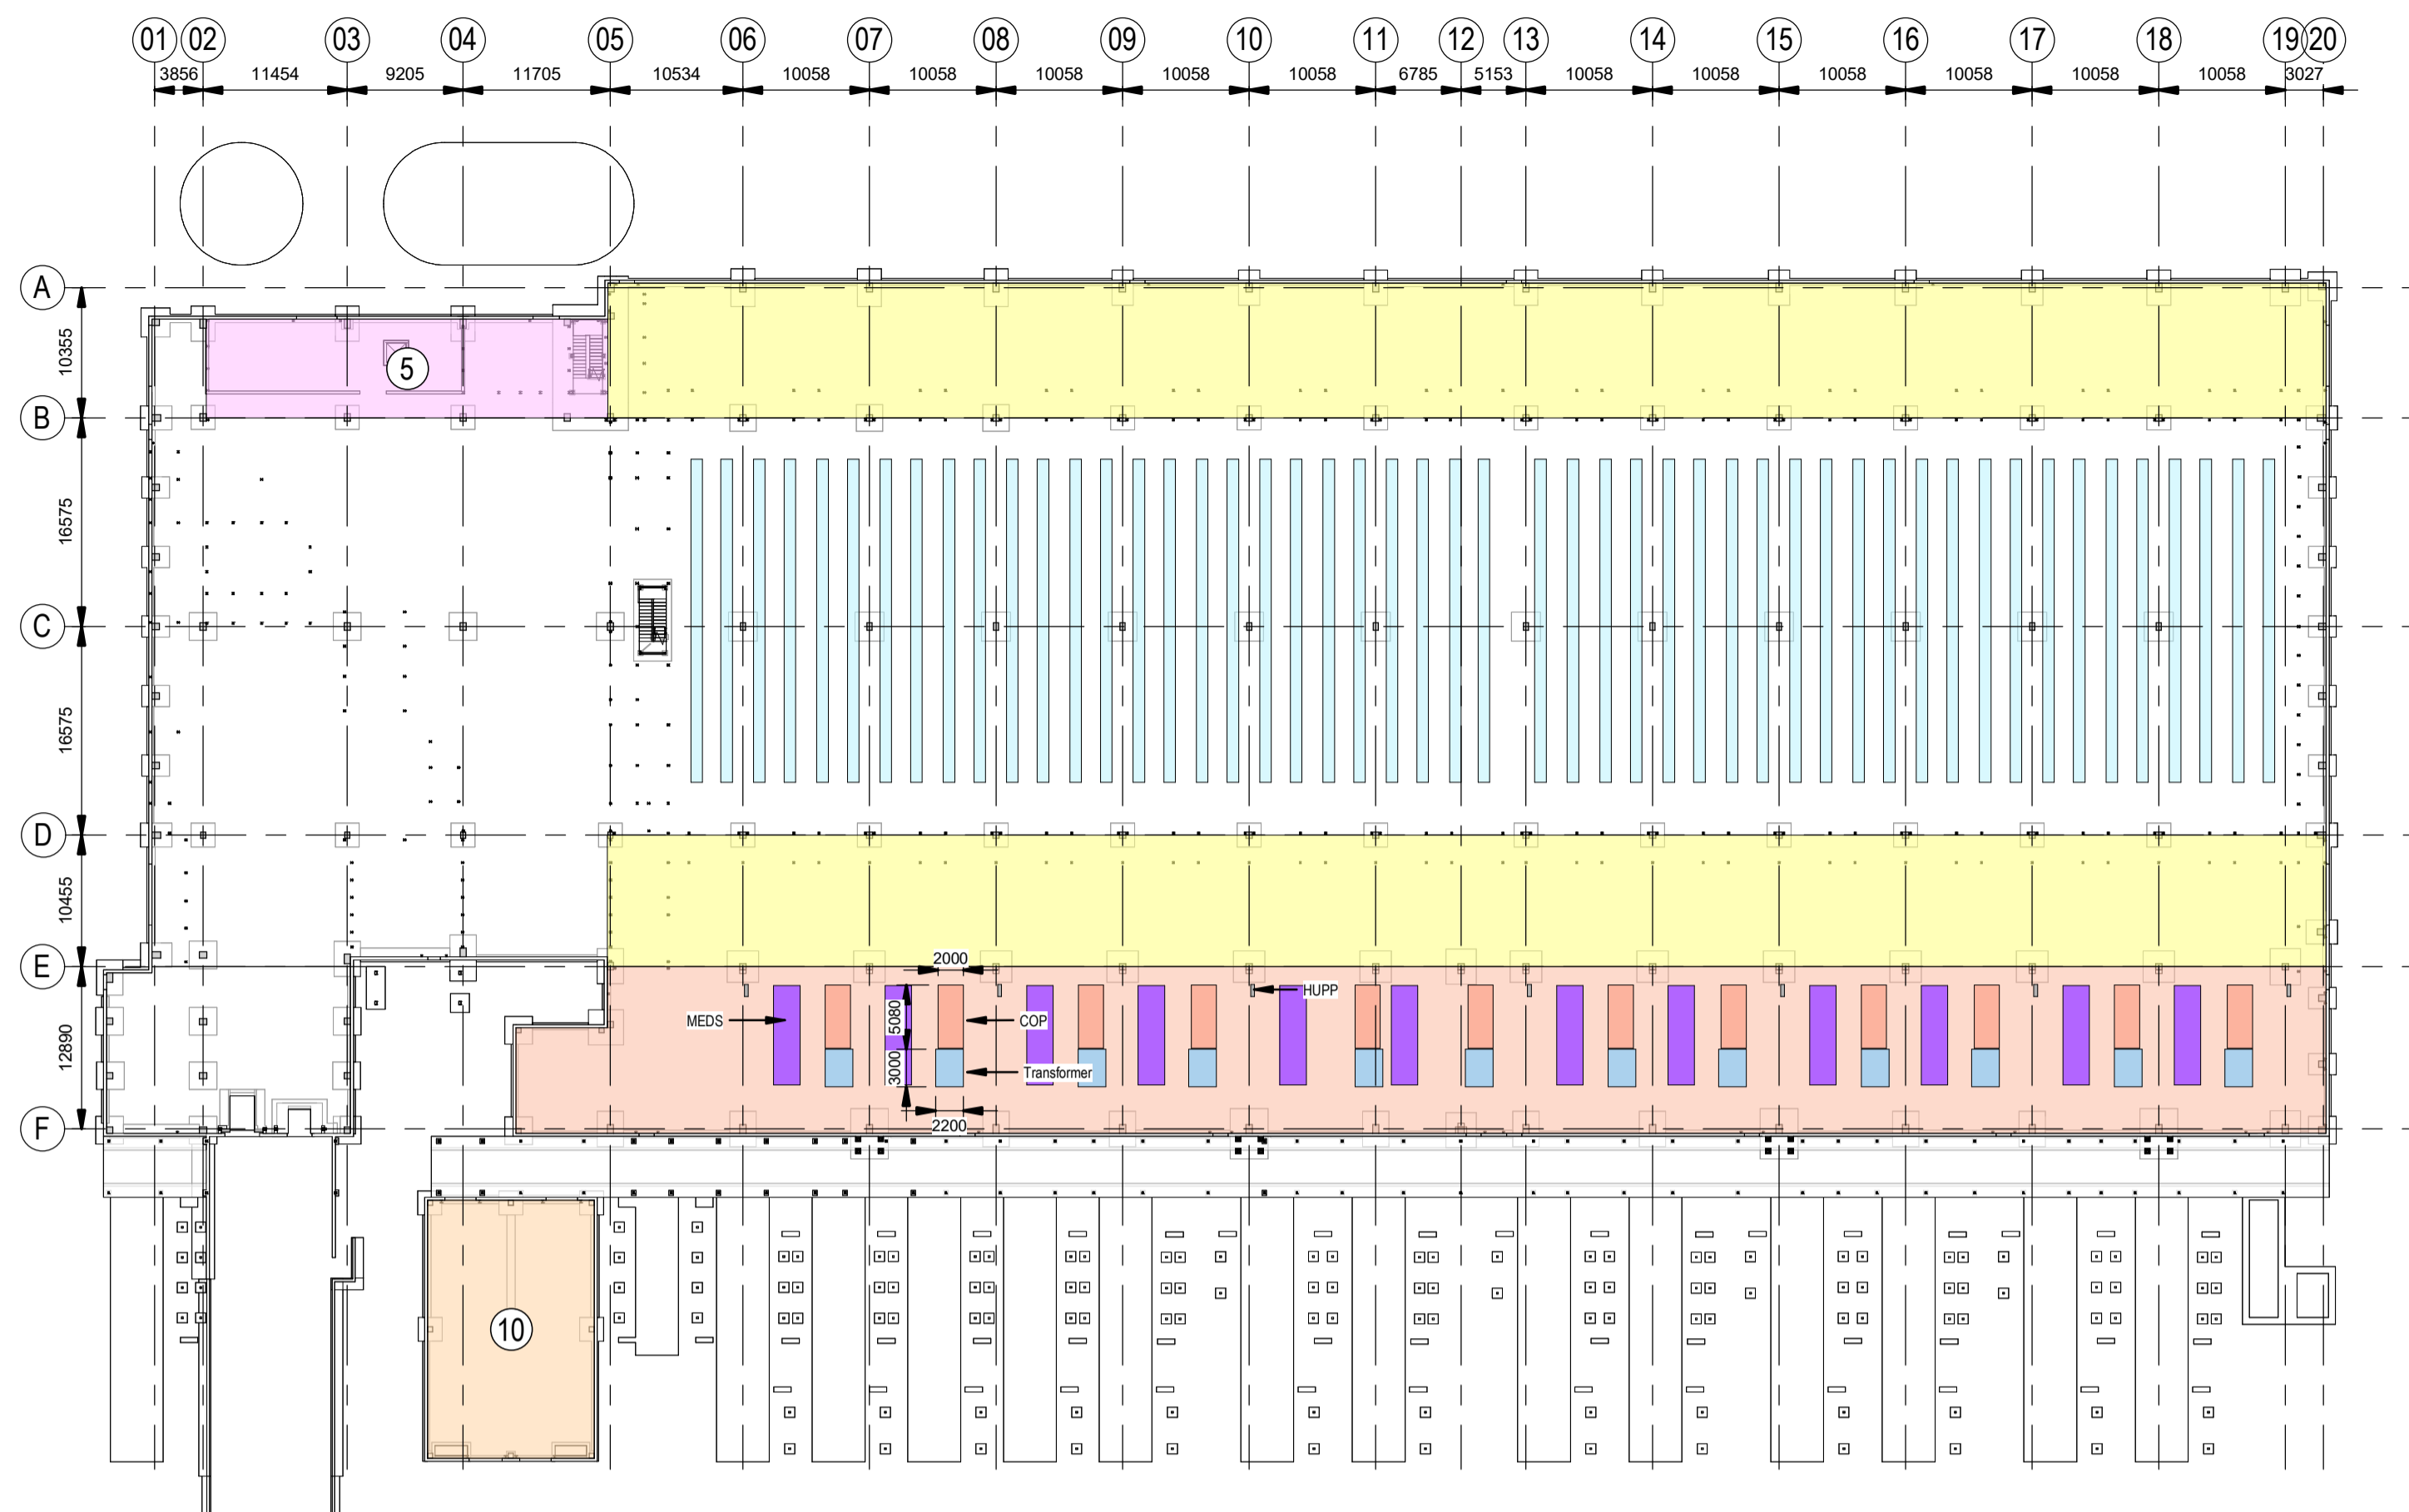 01 02 03 04 05 06 07 08 09 10 11 12 13 14 15 16 17 18 19 20
3856 11454 9205 11705 10534 10058 10058 10058 10058 10058 6785 5153 10058 10058 10058 10058 10058 10058 3027
A
10355
5
B
16575
C
16575
D
10455
E
2000
HUPP
MEDS
5080
COP
12890
3000
Transformer
F
2200
10